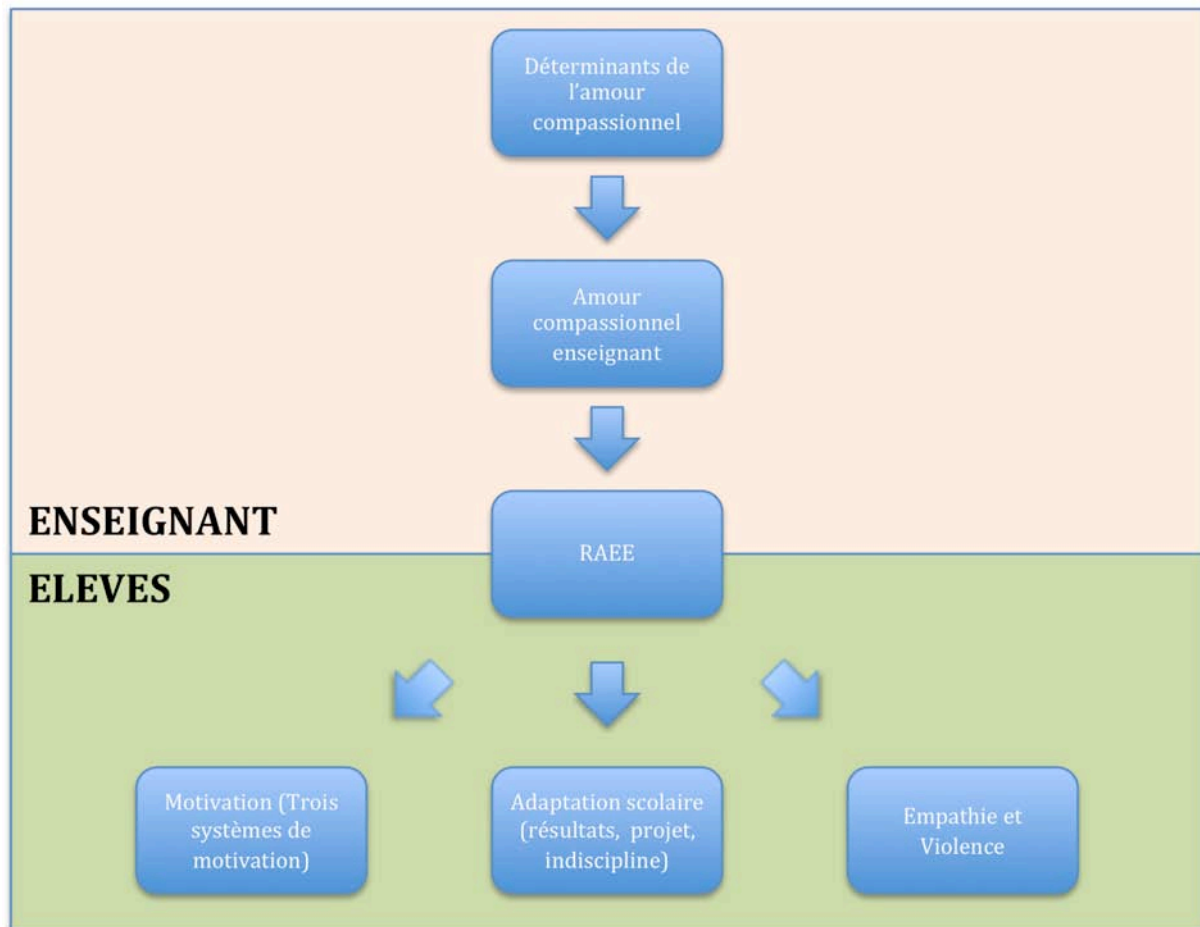 Déterminants de
l'amour
compassionnel
Amour
compassionnel
enseignant
ENSEIGNANT
RAEE
ELEVES
Motivation (Trois
systèmes de
motivation)
Adaptation scolaire
(résultats, projet,
indiscipline)
Empathie et
Violence